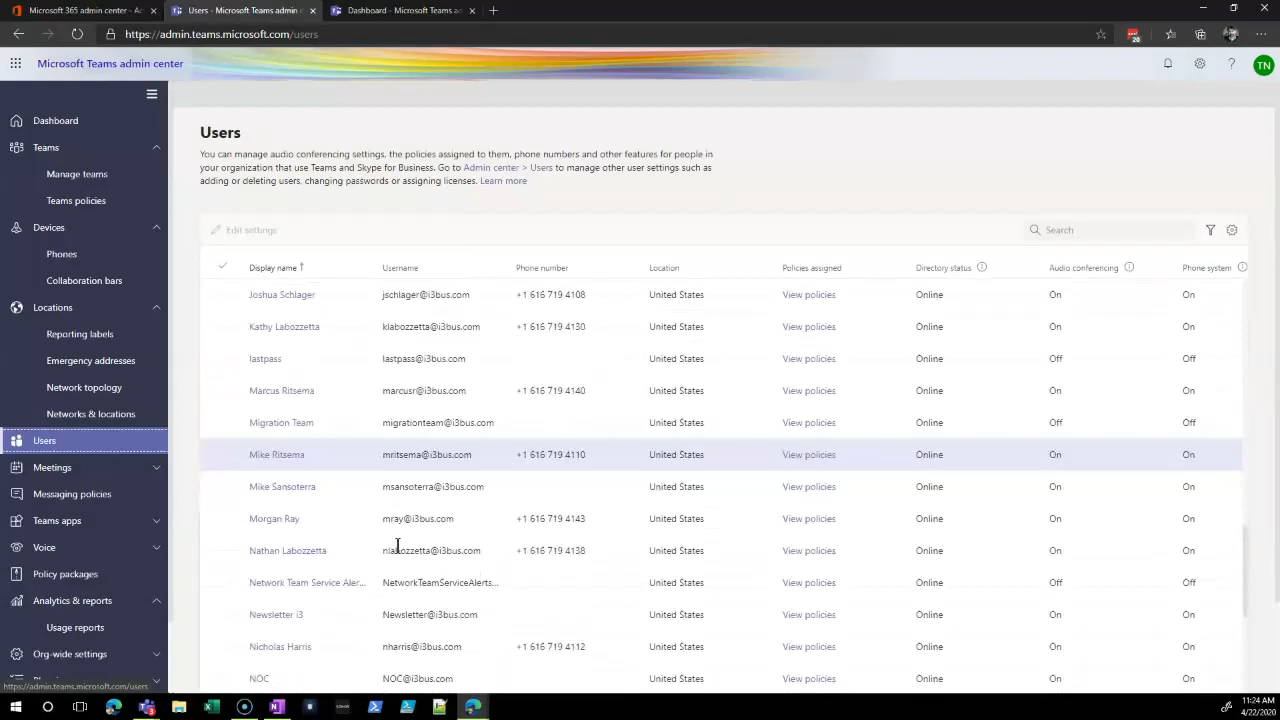 Microsoft 365 admin center - Ac
Users - Microsoft Teams admin c
Dashboard - Microsoft Teams ad
https://admin.teams.microsoft.com/users
20
Microsoft Teams admin center
TN
Dashboard
Teams
Manage teams
Teams policies
Devices
Phones
Collaboration bars
Locations
Reporting labels
Emergency addresses
Network topology
Networks & locations
Users
Meetings
Messaging policies
Teams apps
Voice
Policy packages
Analytics & reports
Usage reports
Org-wide settings
https://admin.teams.microsoft.com/users
Users
You can manage audio conferencing settings, the policies assigned to them, phone numbers and other features for people in
your organization that use Teams and Skype for Business. Go to Admin center > Users to manage other user settings such as
adding or deleting users, changing passwords or assigning licenses. Learn more
Edit settings
Search
Display name ↑ Username Phone number Location Policies assigned Directory status Audio conferencing Phone system
Joshua Schlager jschlager@i3bus.com +1 616 719 4108 United States View policies Online On On
Kathy Labozzetta klabozzetta@i3bus.com +1 616 719 4130 United States View policies Online On On
lastpass lastpass@i3bus.com United States View policies Online Off Off
Marcus Ritsema marcusr@i3bus.com +1 616 719 4140 United States View policies Online On On
Migration Team migrationteam@i3bus.com United States View policies Online Off Off
Mike Ritsema mritsema@i3bus.com +1 616 719 4110 United States View policies Online On On
Mike Sansoterra msansoterra@i3bus.com United States View policies Online On On
Morgan Ray mray@i3bus.com +1 616 719 4143 United States View policies Online On On
Nathan Labozzetta nlabozzetta@i3bus.com +1 616 719 4138 United States View policies Online On On
Network Team Service Aler... NetworkTeamServiceAlerts... United States View policies Online Off Off
Newsletter i3 Newsletter@i3bus.com United States View policies Online On On
Nicholas Harris nharris@i3bus.com +1 616 719 4112 United States View policies Online On On
NOC NOC@i3bus.com United States View policies Online On On
11:24 AM
4/22/2020